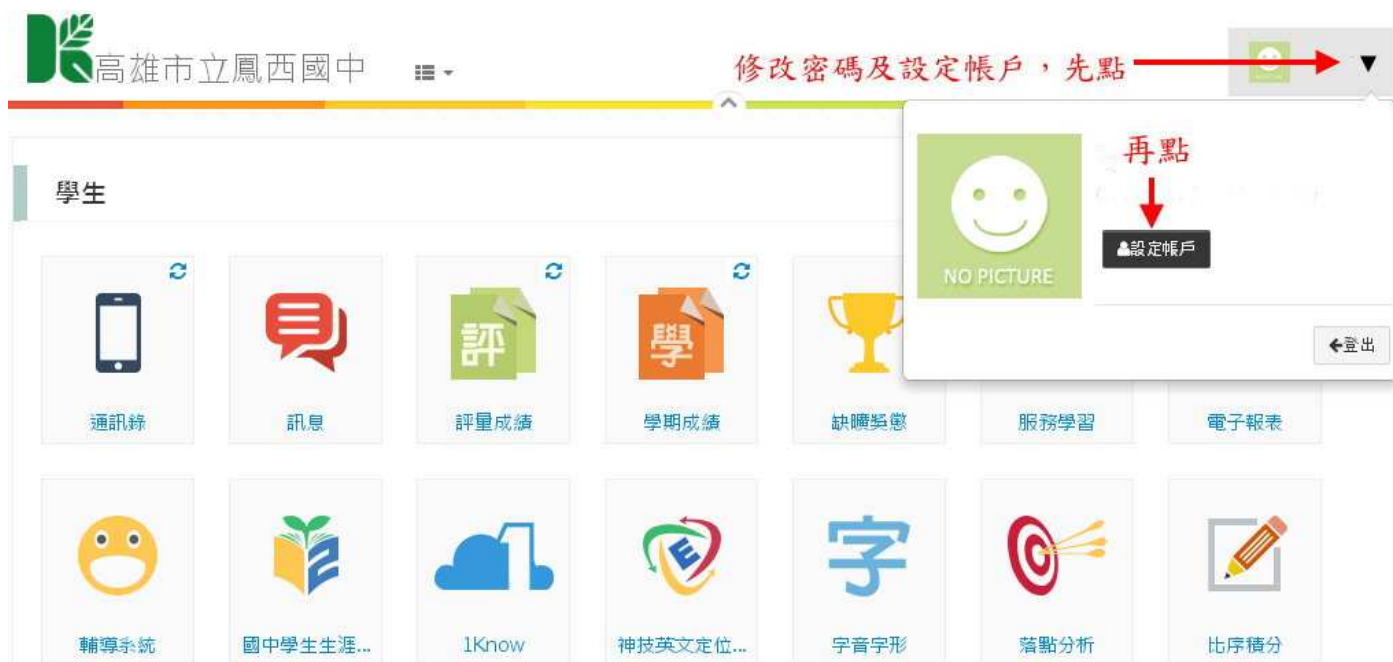 高雄市立鳳西國中
修改密碼及設定帳戶，先點
▼
再點
設定帳戶
NO PICTURE
登出
學生
評
學
通訊錄
訊息
評量成績
學期成績
缺曠獎懲
服務學習
電子報表
E
字
輔導系統
國中學生生涯...
1Know
神技英文定位...
字音字形
落點分析
比序積分